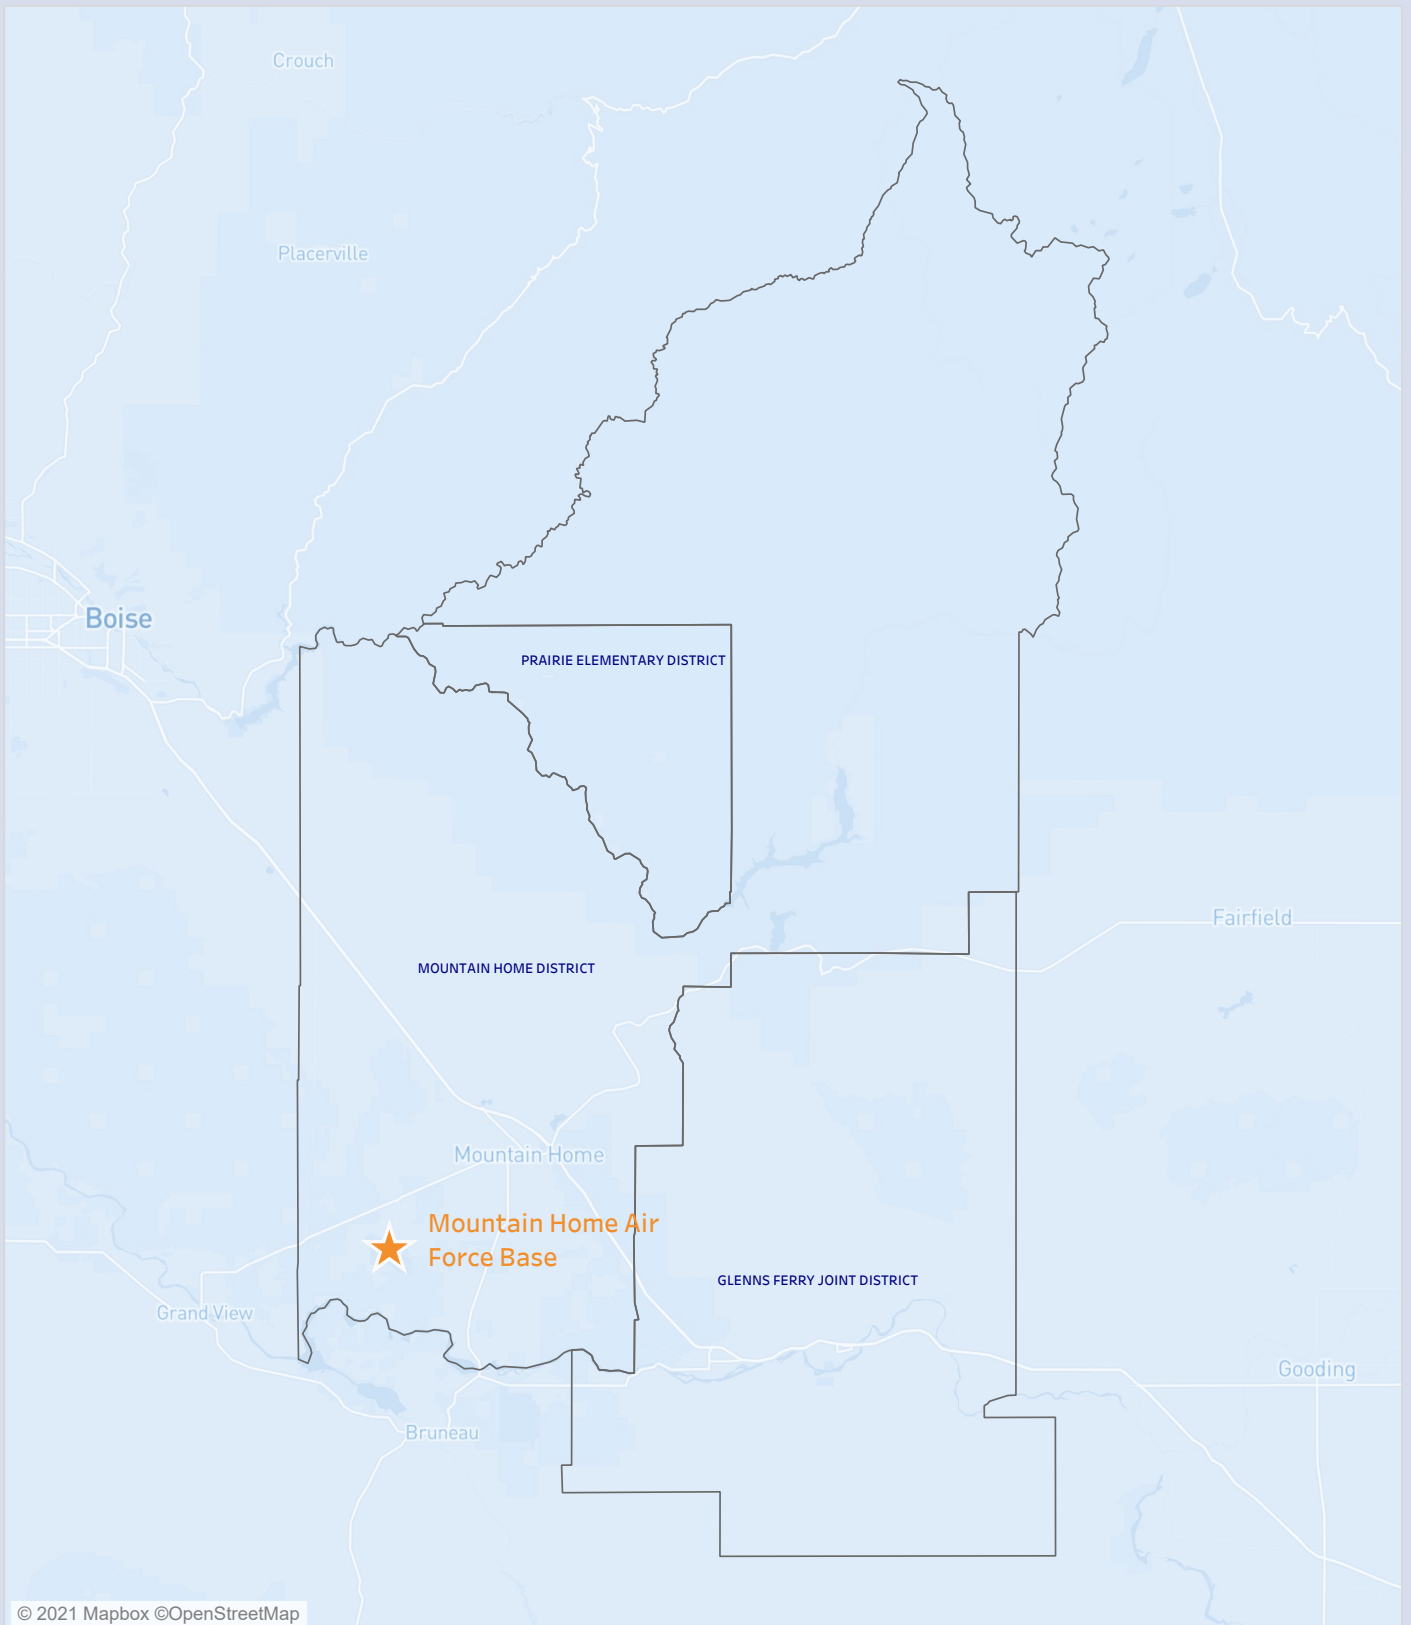 Crouch
Placerville
Boise
PRAIRIE ELEMENTARY DISTRICT
Fairfield
MOUNTAIN HOME DISTRICT
Mountain Home
Mountain Home Air
Force Base
GLENNS FERRY JOINT DISTRICT
Grand View
Gooding
Bruneau
© 2021 Mapbox ©OpenStreetMap